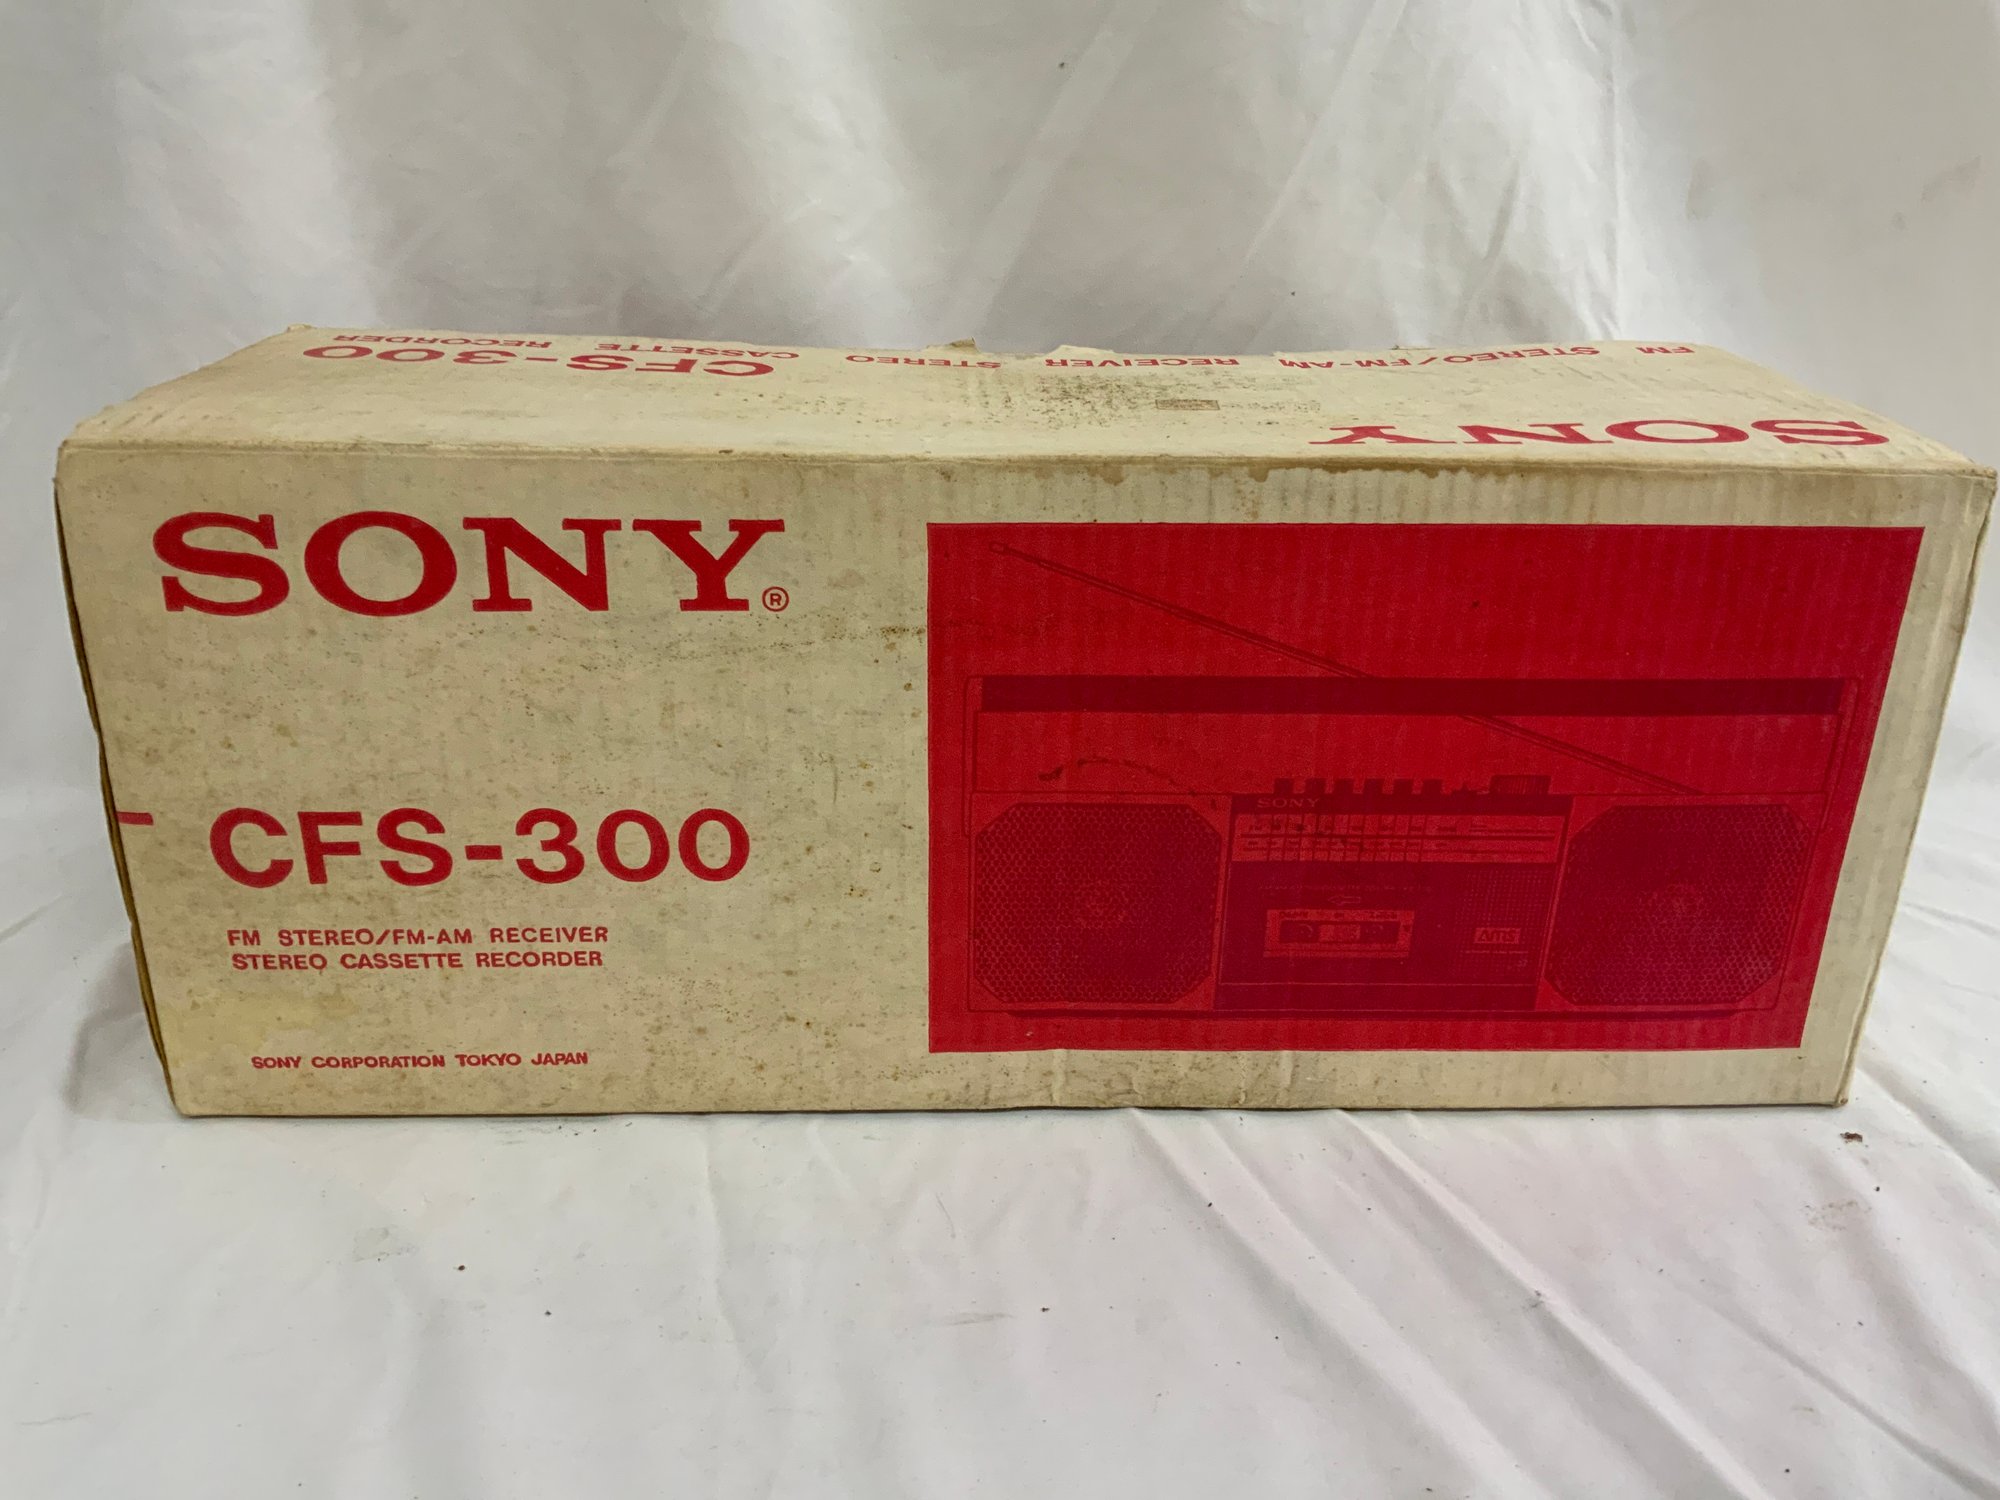 CFS-300
FM STEREO/FM-AM RECEIVER
STEREO CASSETTE RECORDER
SONY
SONY®
CFS-300
FM STEREO/FM-AM RECEIVER
STEREO CASSETTE RECORDER
SONY CORPORATION TOKYO JAPAN
SONY
AMS